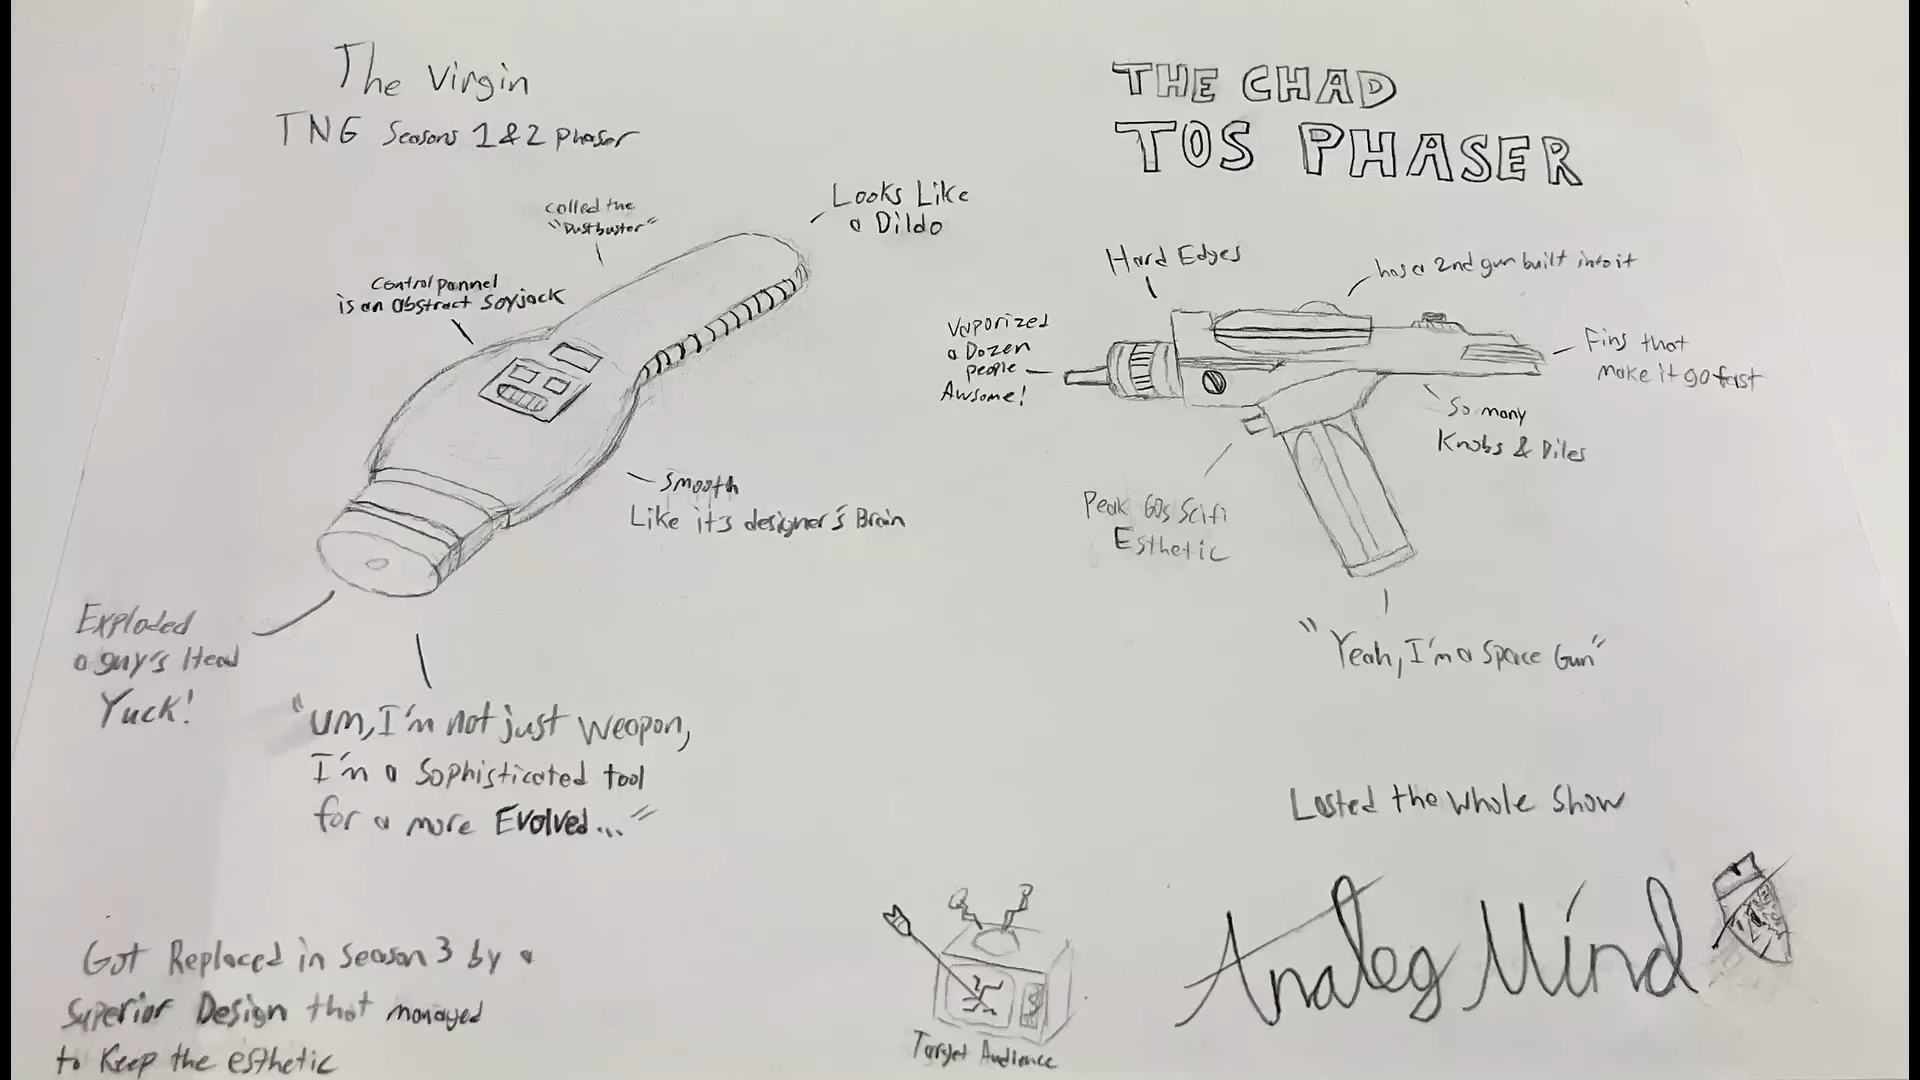 The Virgin
TNG Seasons 1 & 2 Phaser
called the
"Dustbuster"
Looks Like
a Dildo
Control pannel
is an abstract Soyjack
Smooth
Like it's designer's Brain
Exploded
a guy's Head
Yuck!
"um, I'm not just weapon,
I'm a sophisticated tool
for a more Evolved..."
Got Replaced in season 3 by a
Superior Design that managed
to Keep the esthetic
THE CHAD
TOS PHASER
Hard Edges
has a 2nd gun built into it
Vaporized
a Dozen
people
Awsome!
Fins that
make it go fast
So many
Knobs & Diles
Peak 60s Scifi
Esthetic
"Yeah, I'm a Space Gun"
Lasted the whole show
Target Audience
Analog Mind